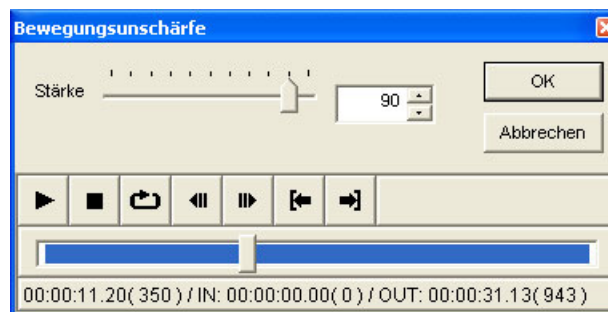 Bewegungsunschärfe
Stärke
90
OK
Abbrechen
00:00:11.20( 350 ) / IN: 00:00:00.00( 0 ) / OUT: 00:00:31.13( 943 )